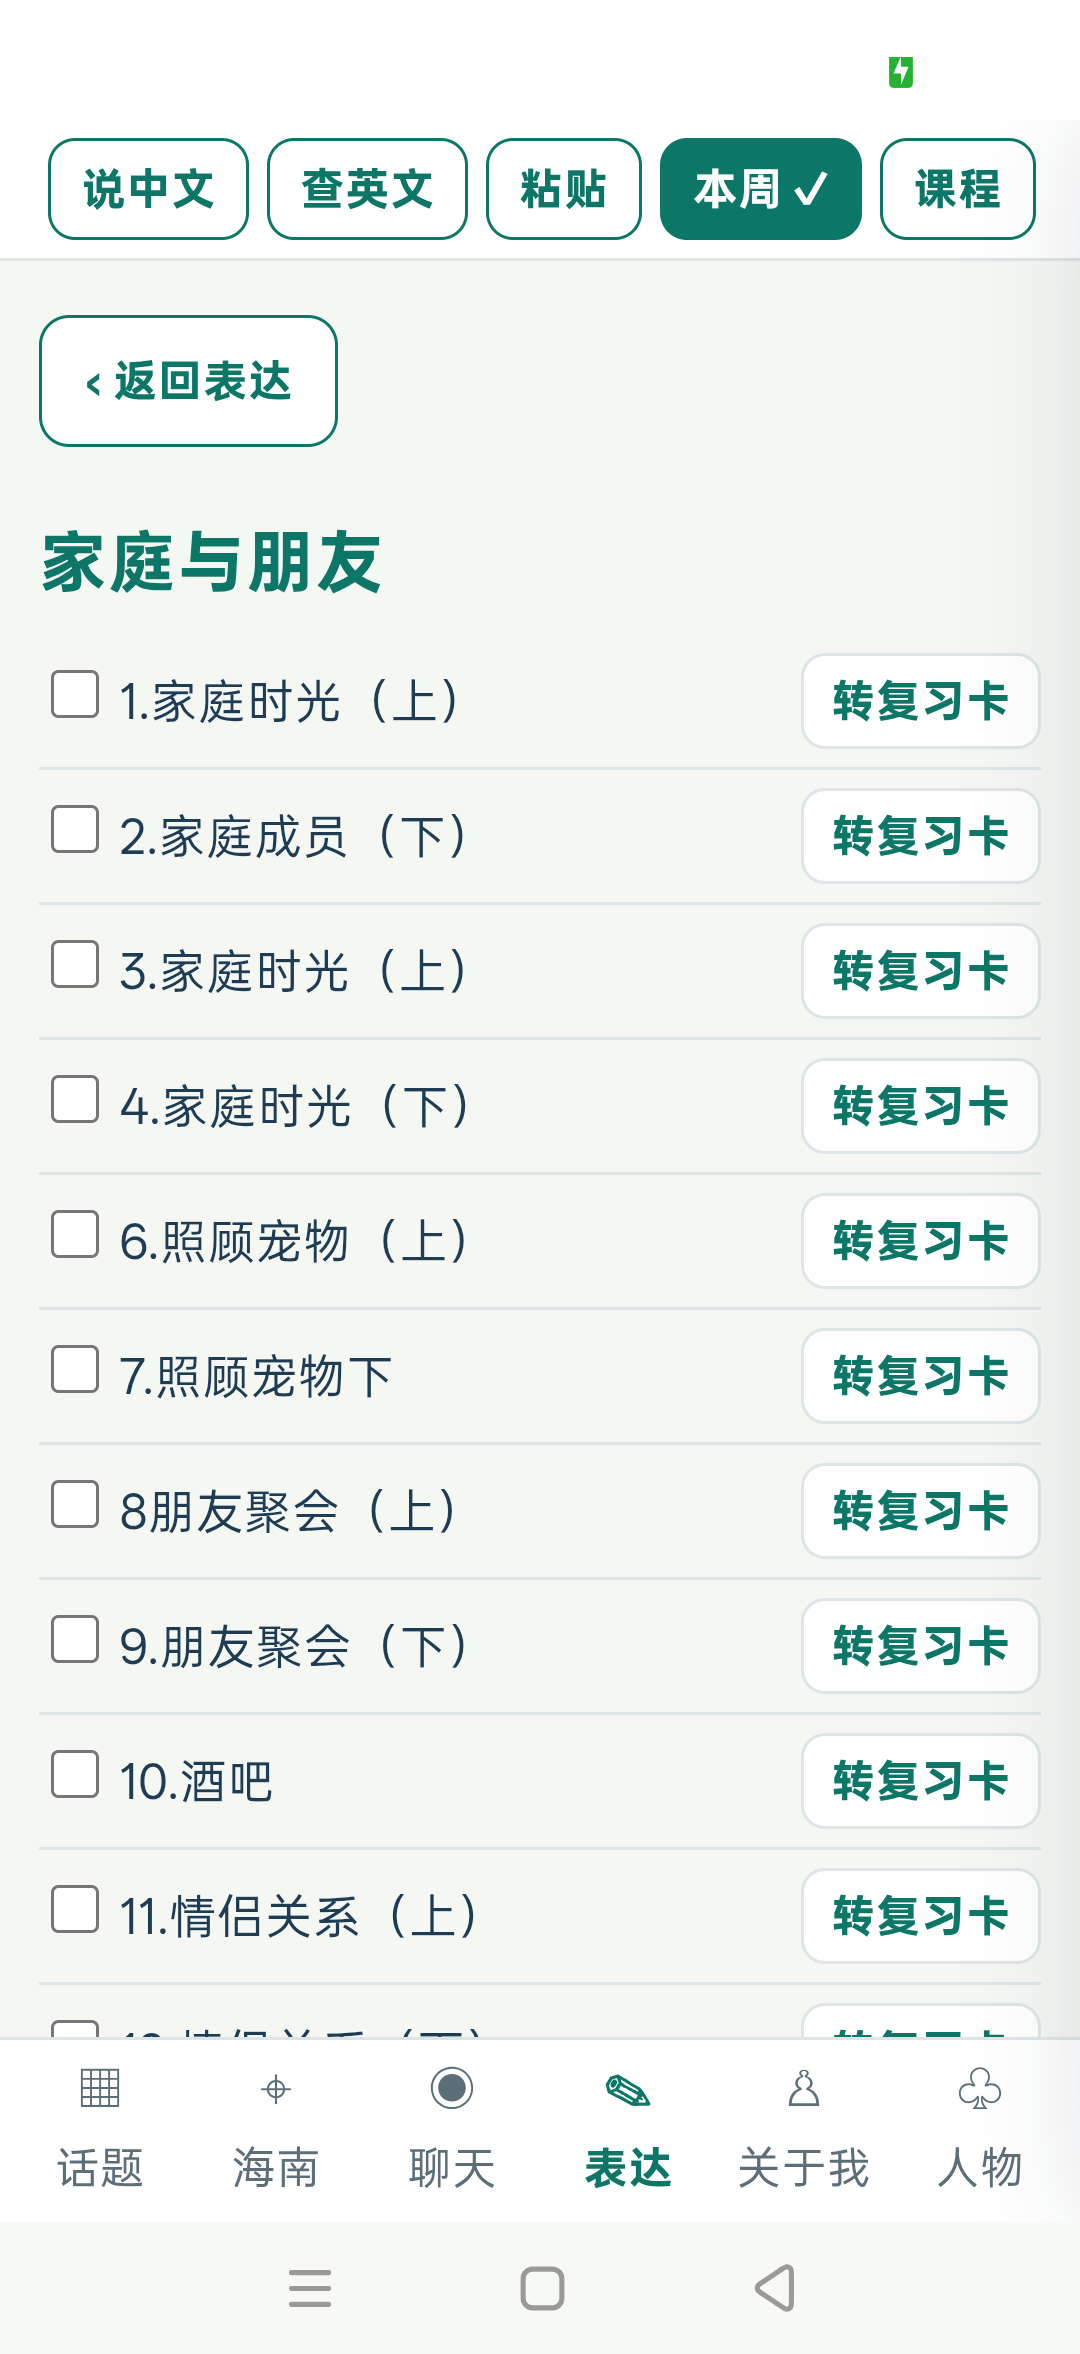 说中文 查英文 粘贴 本周 ✓ 课程
‹ 返回表达
家庭与朋友
1.家庭时光（上） 转复习卡
2.家庭成员（下） 转复习卡
3.家庭时光（上） 转复习卡
4.家庭时光（下） 转复习卡
6.照顾宠物（上） 转复习卡
7.照顾宠物下 转复习卡
8朋友聚会（上） 转复习卡
9.朋友聚会（下） 转复习卡
10.酒吧 转复习卡
11.情侣关系（上） 转复习卡
话题 海南 聊天 表达 关于我 人物